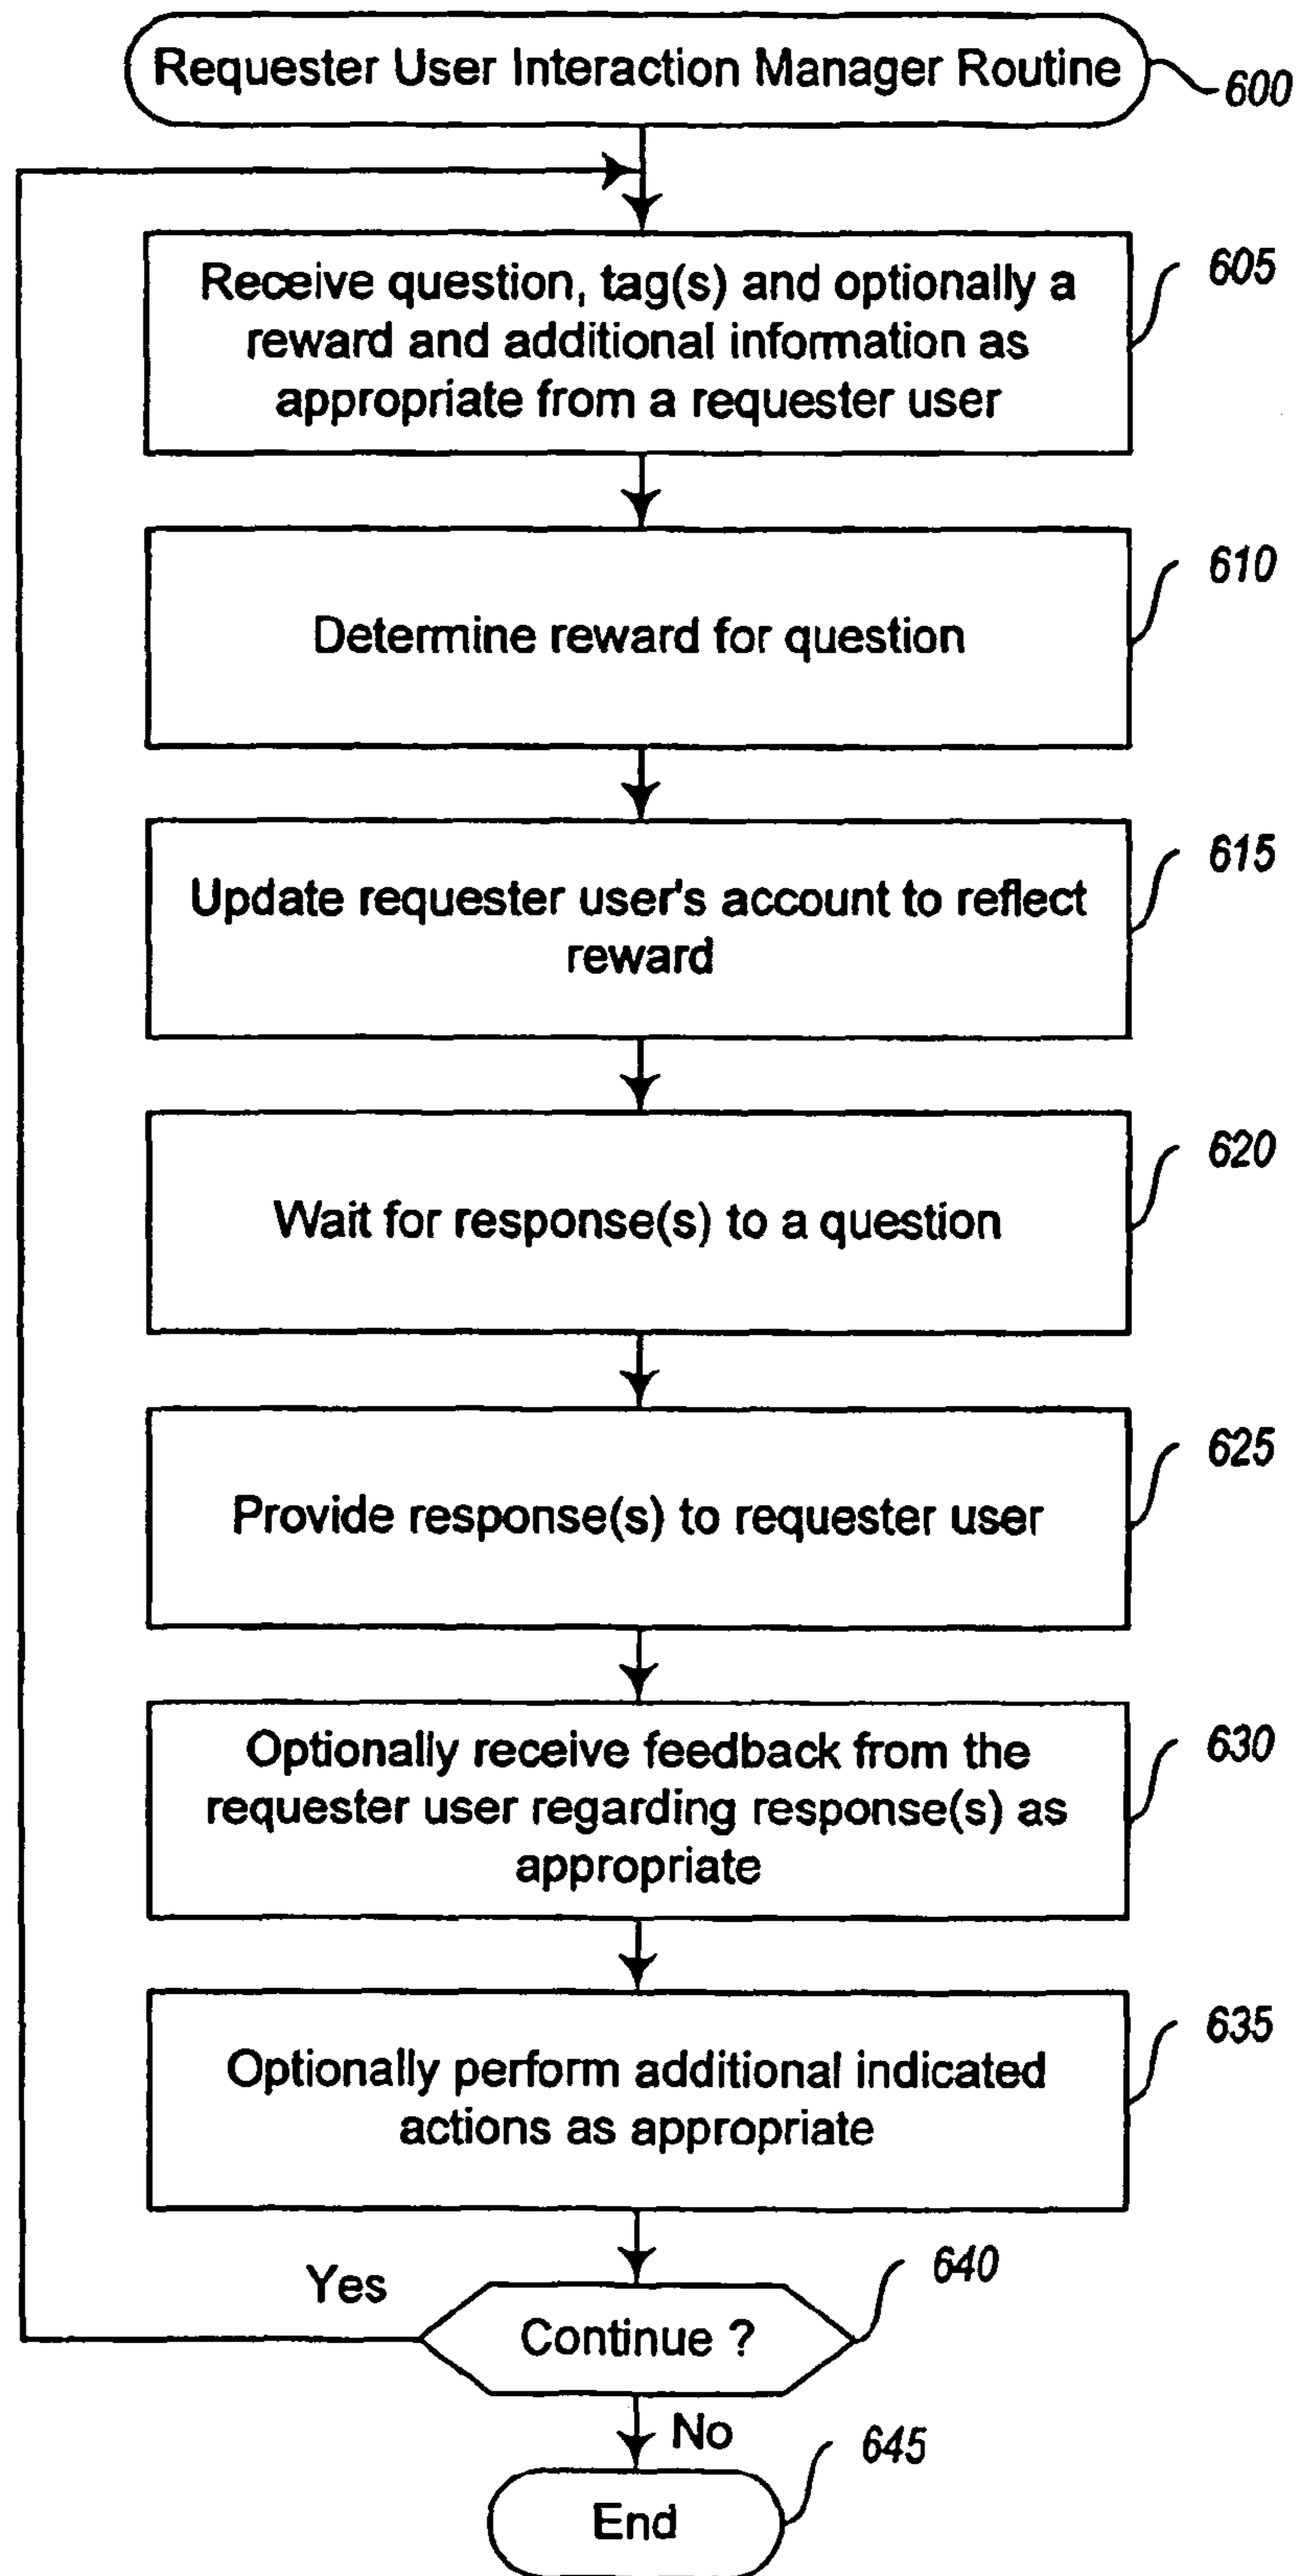 Requester User Interaction Manager Routine
600
Receive question, tag(s) and optionally a
reward and additional information as
appropriate from a requester user
605
Determine reward for question
610
Update requester user's account to reflect
reward
615
Wait for response(s) to a question
620
Provide response(s) to requester user
625
Optionally receive feedback from the
requester user regarding response(s) as
appropriate
630
Optionally perform additional indicated
actions as appropriate
635
Yes
Continue ?
640
No
End
645